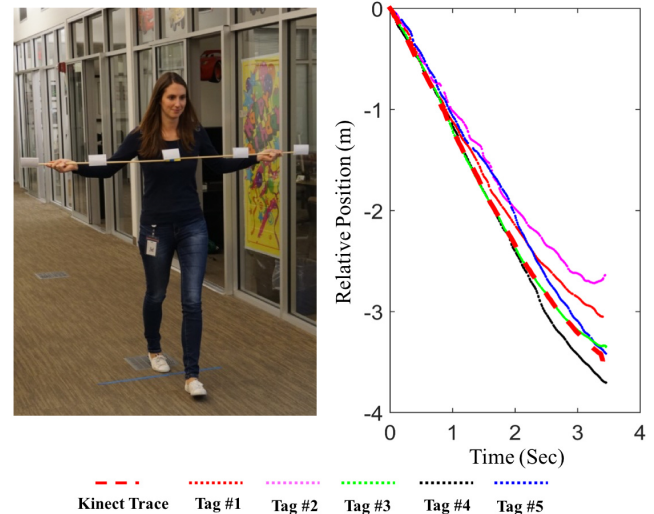 0
-1
-2
-3
-4
Relative Position (m)
0 1 2 3 4
Time (Sec)
Kinect Trace Tag #1 Tag #2 Tag #3 Tag #4 Tag #5